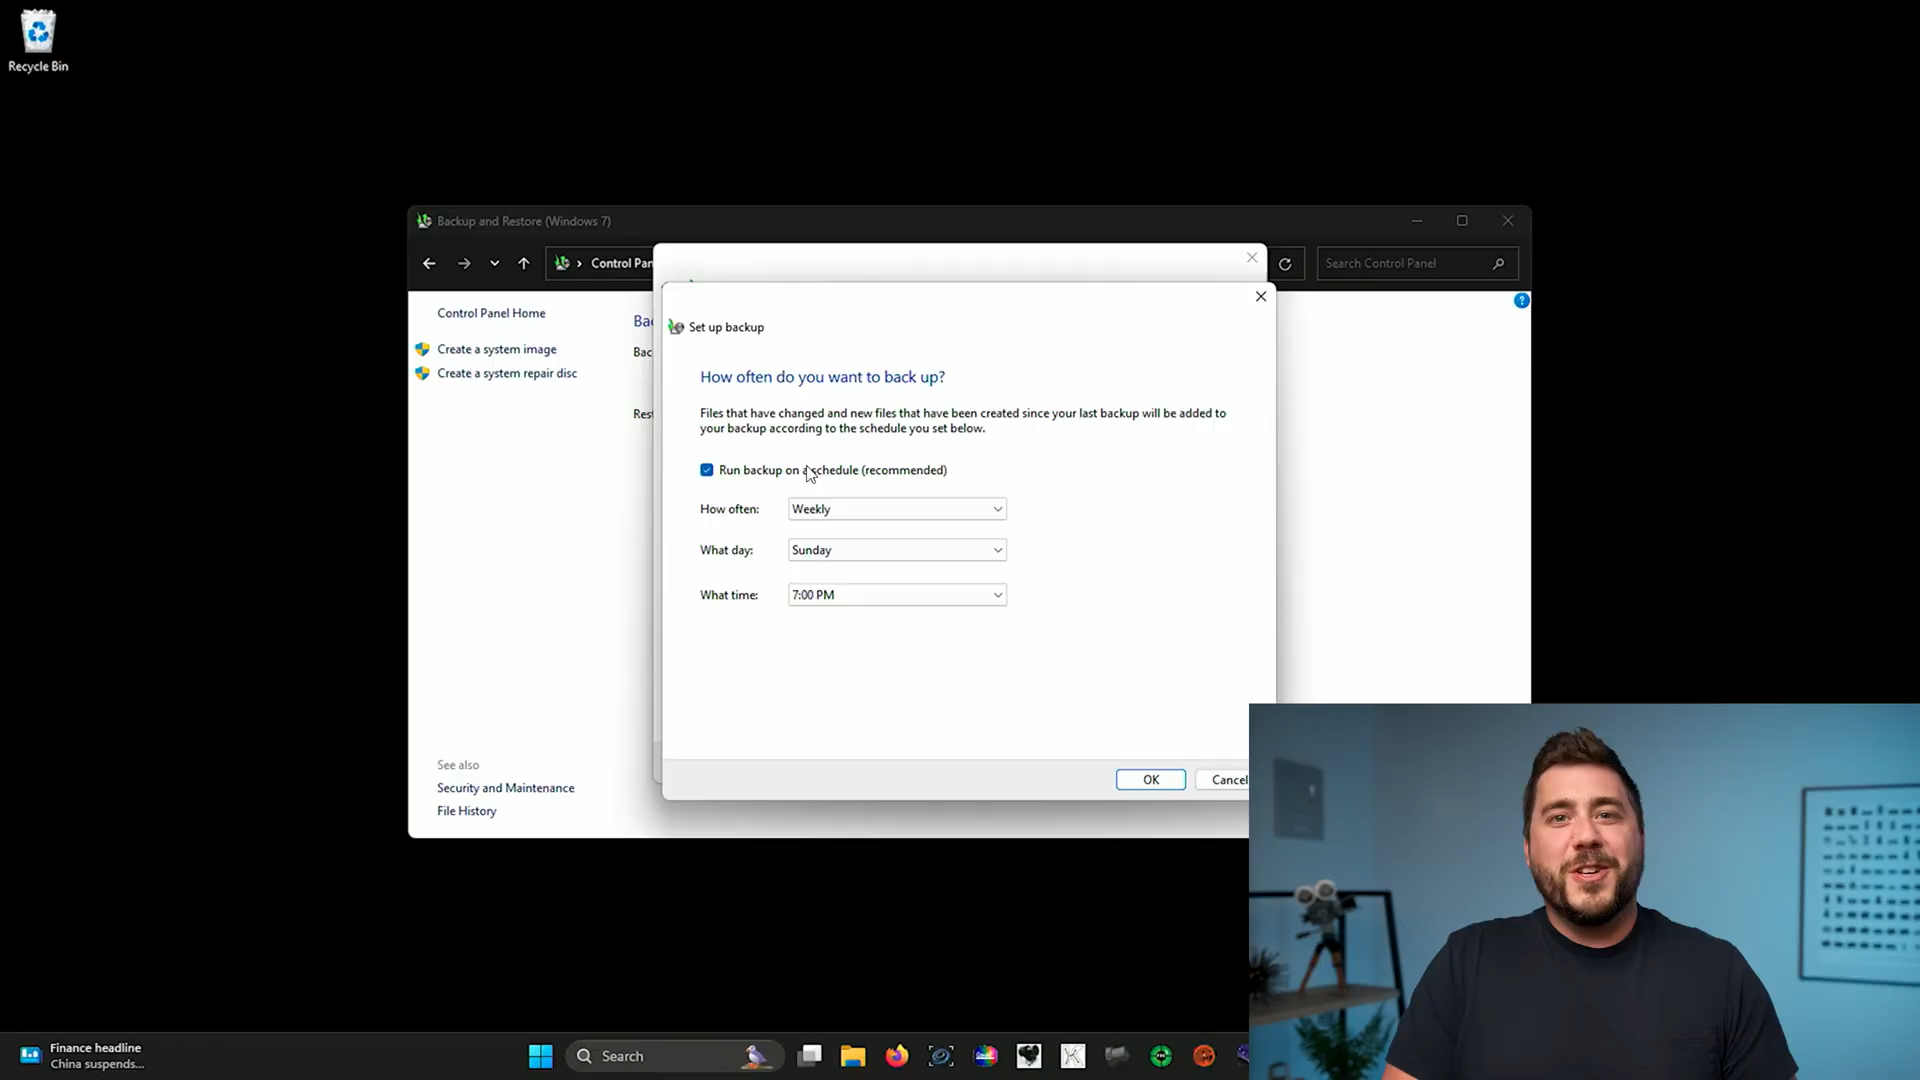 Recycle Bin
Backup and Restore (Windows 7)
Control Pan
Search Control Panel
Control Panel Home
Create a system image
Create a system repair disc
Bac
Bac
Rest
See also
Security and Maintenance
File History
Set up backup
How often do you want to back up?
Files that have changed and new files that have been created since your last backup will be added to
your backup according to the schedule you set below.
Run backup on a schedule (recommended)
How often: Weekly
What day: Sunday
What time: 7:00 PM
OK
Cancel
Finance headline
China suspends...
Search